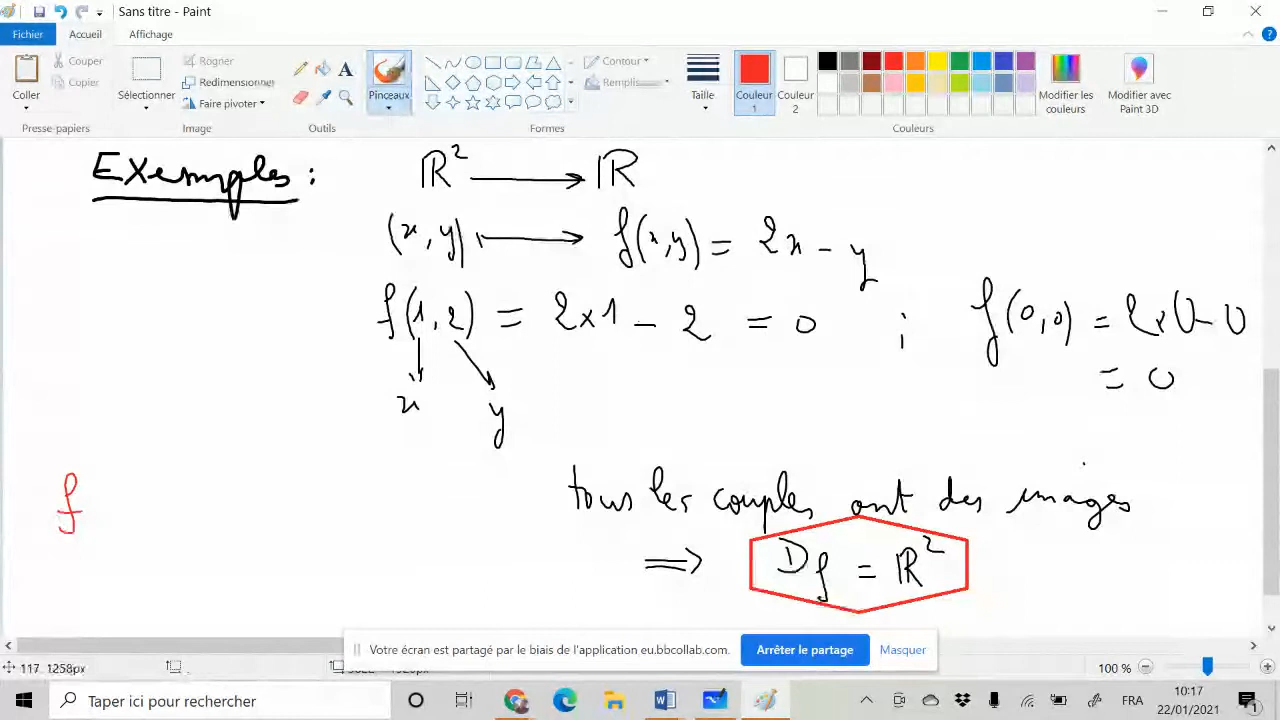 Sans titre - Paint
Fichier Accueil Affichage
Coller Couper Copier Presse-papiers
Sélectionner Rogner Redimensionner Faire pivoter Image
Pinceaux Outils
Contour Remplissage Formes
Taille Couleur 1 Couleur 2 Modifier les couleurs Modifier avec Paint 3D Couleurs
Exemples : ℝ² → ℝ
(x, y) ↦ f(x,y) = 2x - y
f(1, 2) = 2x1 - 2 = 0 ; f(0,0) = 2x0 - 0
= 0
x y
f tous les couples ont des images
⟹ Df = ℝ²
Votre écran est partagé par le biais de l'application eu.bbcollab.com. Arrêter le partage Masquer
117, 1258px 100 %
Taper ici pour rechercher FRA 10:17
22/01/2021